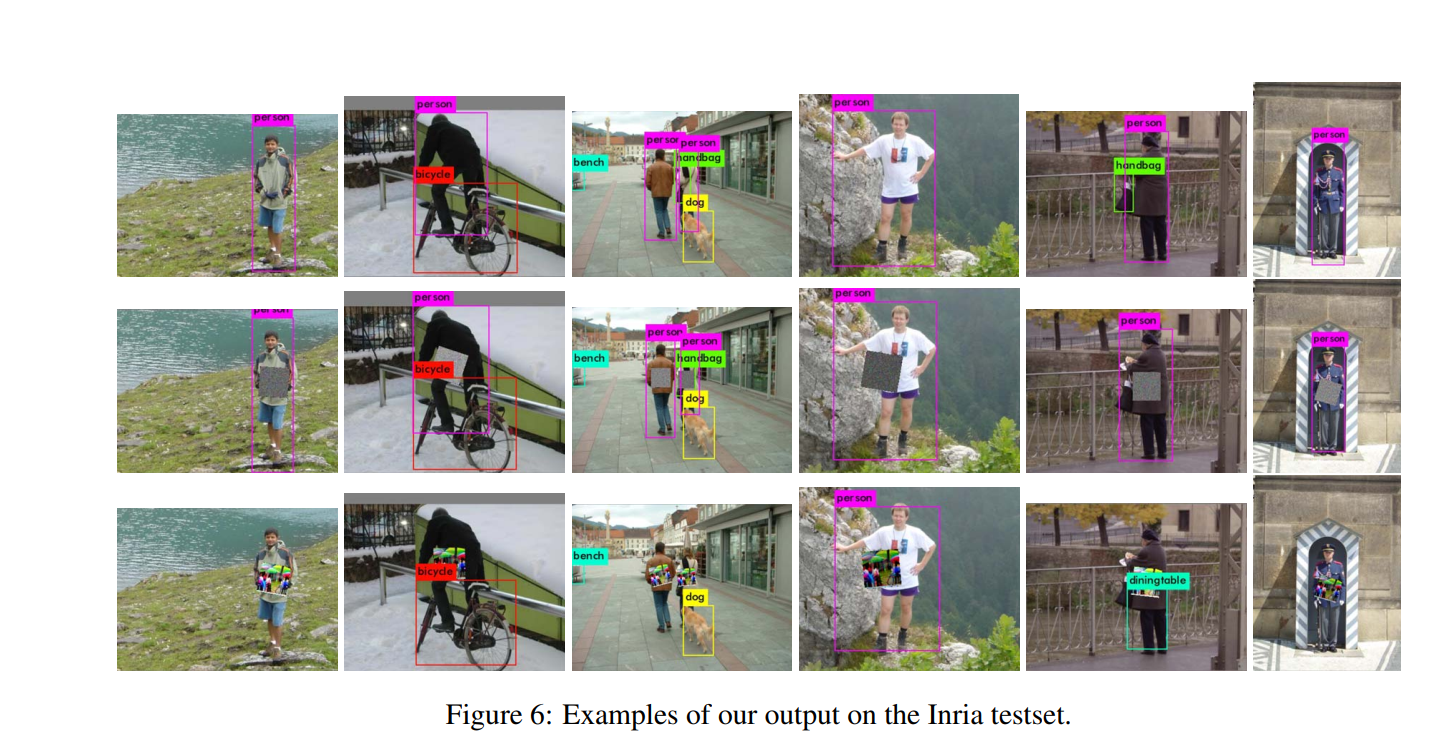 person
person
person person
person
person
person
bicycle
bench
handbag
dog
handbag
person
person
person
person
person
person
person
bicycle
bench
handbag
dog
person
bicycle
bench
dog
diningtable
Figure 6: Examples of our output on the Inria testset.